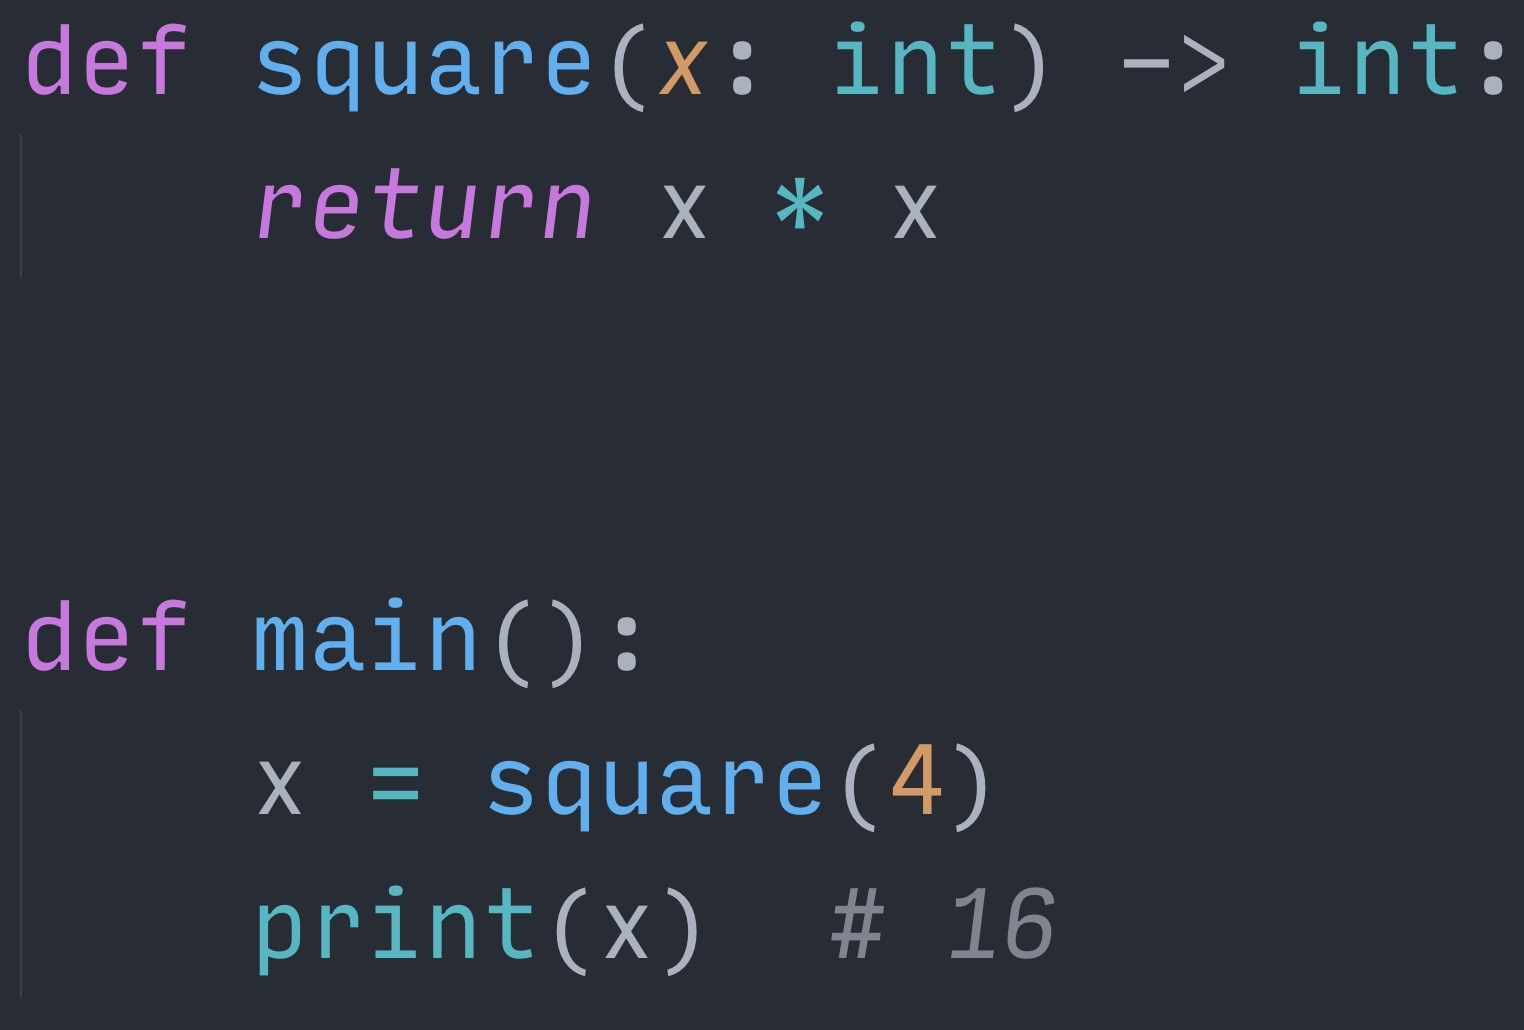 def square(x: int) -> int:
    return x * x
def main():
    x = square(4)
    print(x)  # 16